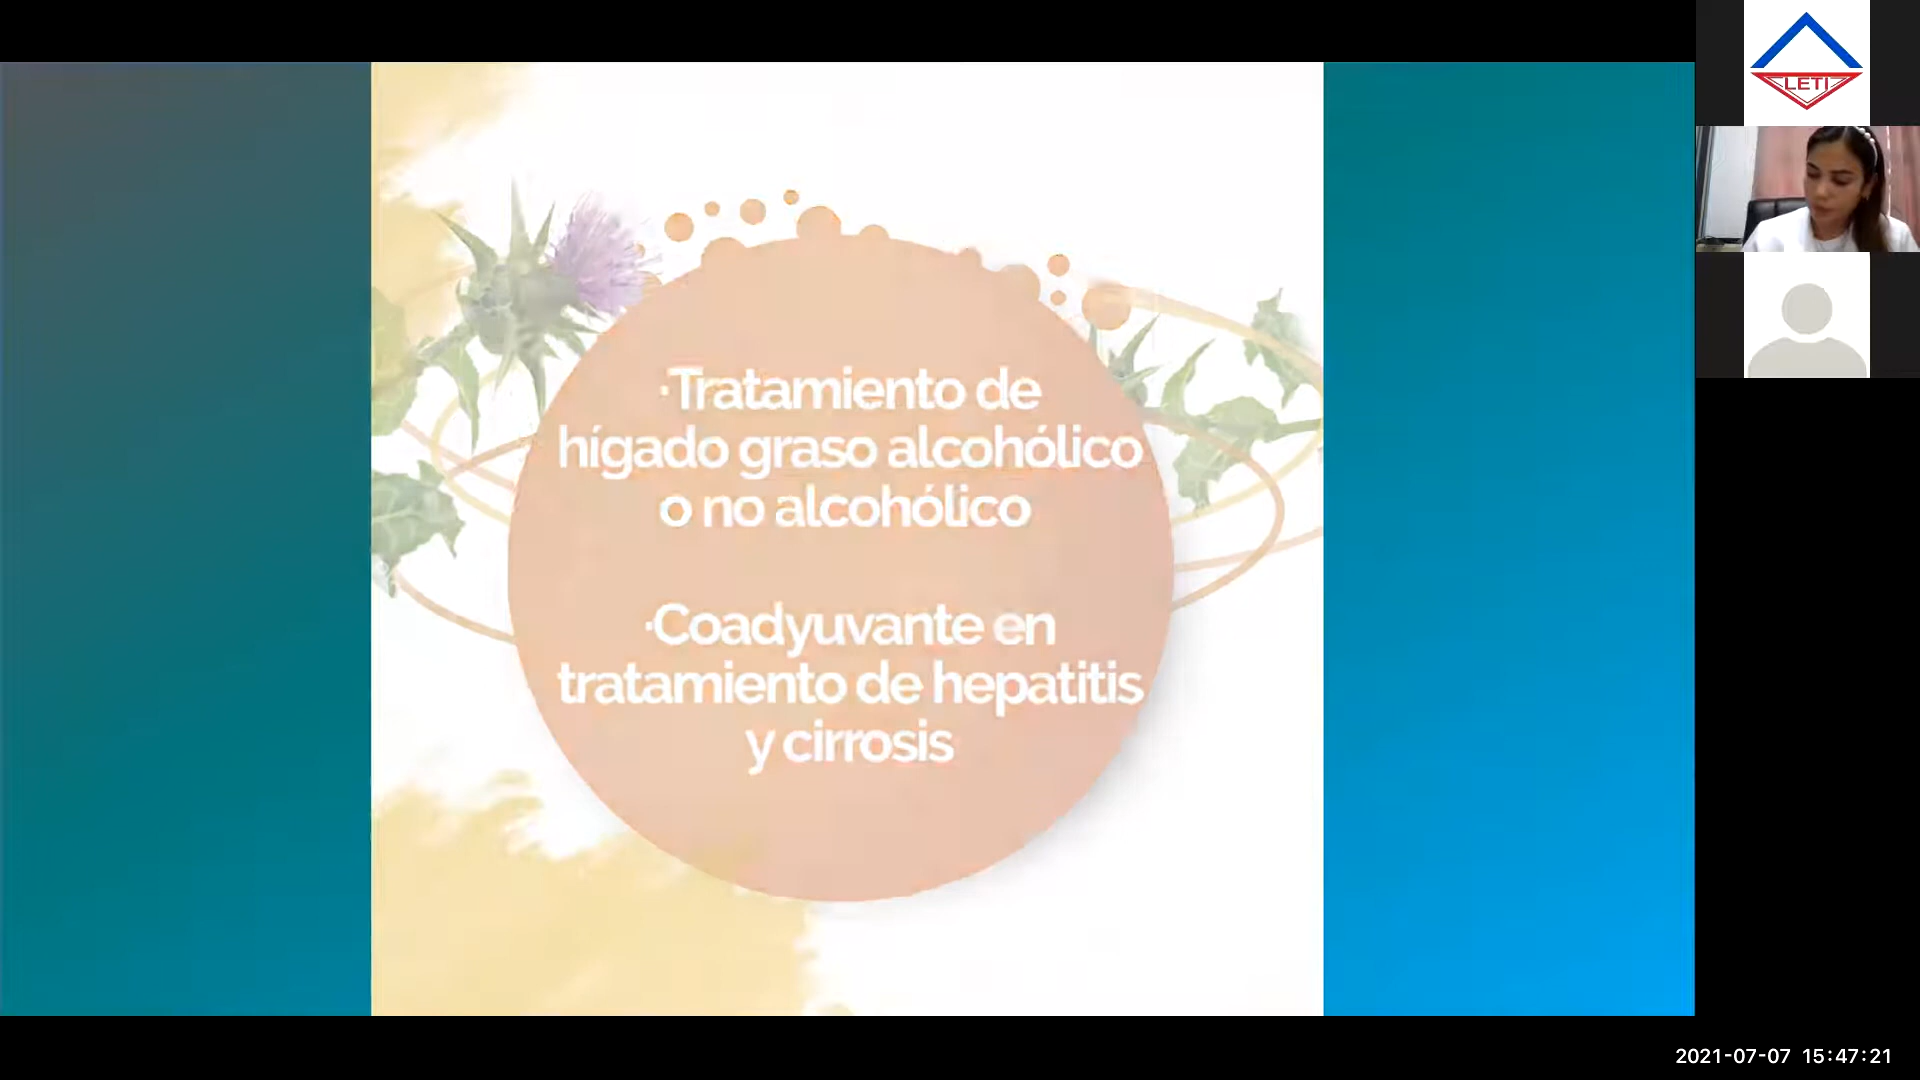 LETI
·Tratamiento de
hígado graso alcohólico
o no alcohólico
·Coadyuvante en
tratamiento de hepatitis
y cirrosis
2021-07-07 15:47:21